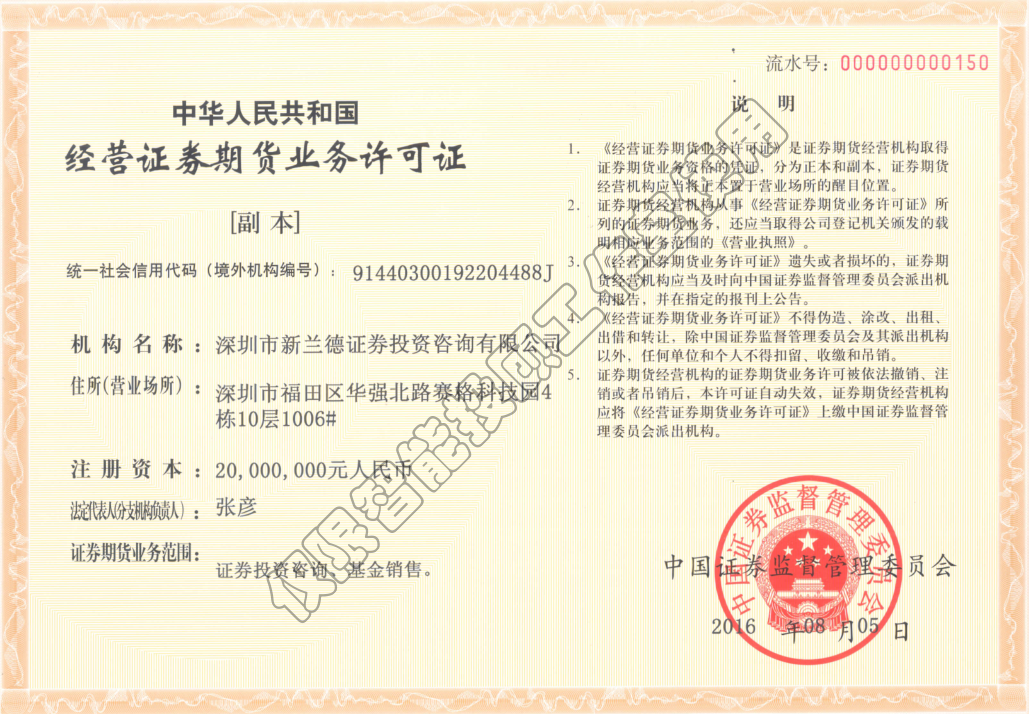 流水号：000000000150
中华人民共和国
经营证券期货业务许可证
[副 本]
统一社会信用代码（境外机构编号）：91440300192204488J
机构名称：深圳市新兰德证券投资咨询有限公司
住所(营业场所)：深圳市福田区华强北路赛格科技园4
栋10层1006#
注册资本：20,000,000元人民币
法定代表人(分支机构负责人)：张彦
证券期货业务范围：
证券投资咨询、基金销售。
说 明
1. 《经营证券期货业务许可证》是证券期货经营机构取得
证券期货业务资格的凭证，分为正本和副本，证券期货
经营机构应当将正本置于营业场所的醒目位置。
2. 证券期货经营机构从事《经营证券期货业务许可证》所
列的证券期货业务，还应当取得公司登记机关颁发的载
明相应业务范围的《营业执照》。
3. 《经营证券期货业务许可证》遗失或者损坏的，证券期
货经营机构应当及时向中国证券监督管理委员会派出机
构报告，并在指定的报刊上公告。
4. 《经营证券期货业务许可证》不得伪造、涂改、出租、
出借和转让，除中国证券监督管理委员会及其派出机构
以外，任何单位和个人不得扣留、收缴和吊销。
5. 证券期货经营机构的证券期货业务许可被依法撤销、注
销或者吊销后，本许可证自动失效，证券期货经营机构
应将《经营证券期货业务许可证》上缴中国证券监督管
理委员会派出机构。
中国证券监督管理委员会
中国证券监督管理委员会
2016 年08 月05 日
仅限智能投顾工作室使用